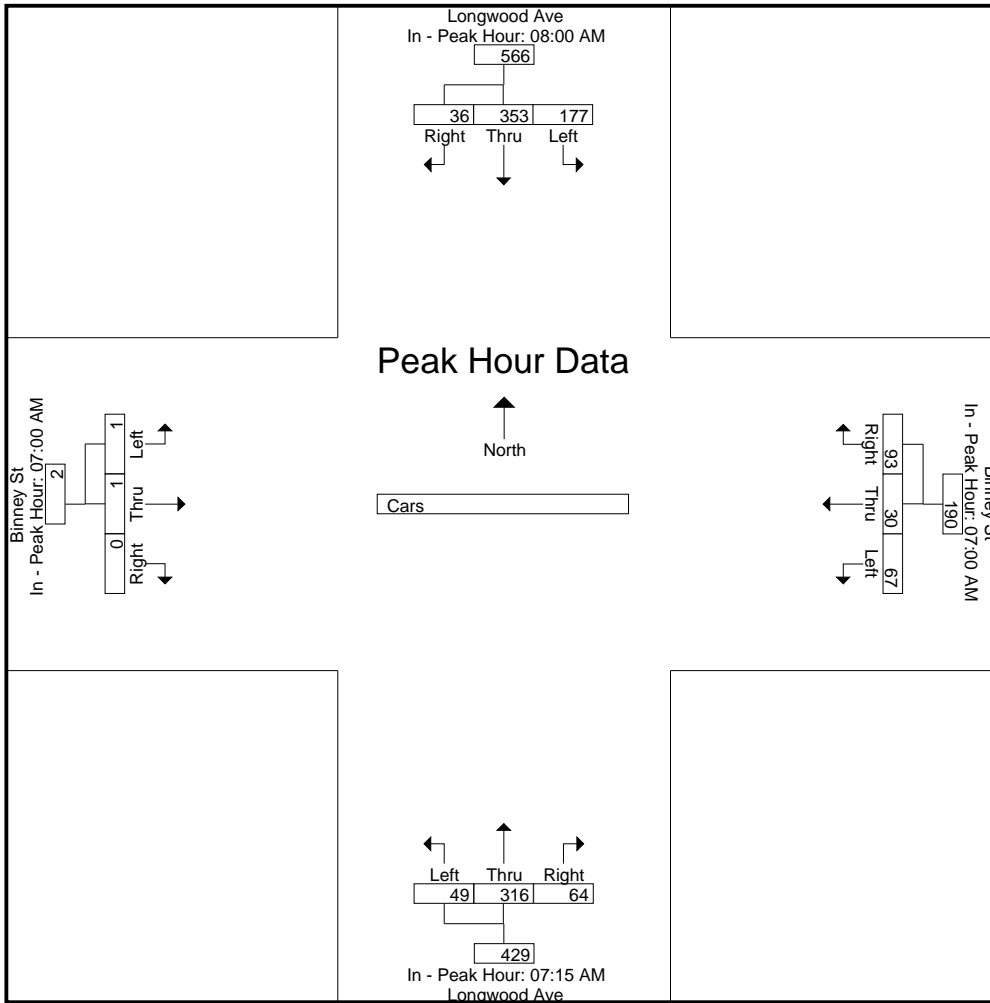 Longwood Ave
In - Peak Hour: 08:00 AM
566
36 353 177
Right Thru Left
Peak Hour Data
North
Cars
Binney St
In - Peak Hour: 07:00 AM
2
1 1 0
Left Thru Right
Binney St
In - Peak Hour: 07:00 AM
190
93 30 67
Right Thru Left
Left Thru Right
49 316 64
429
In - Peak Hour: 07:15 AM
Longwood Ave